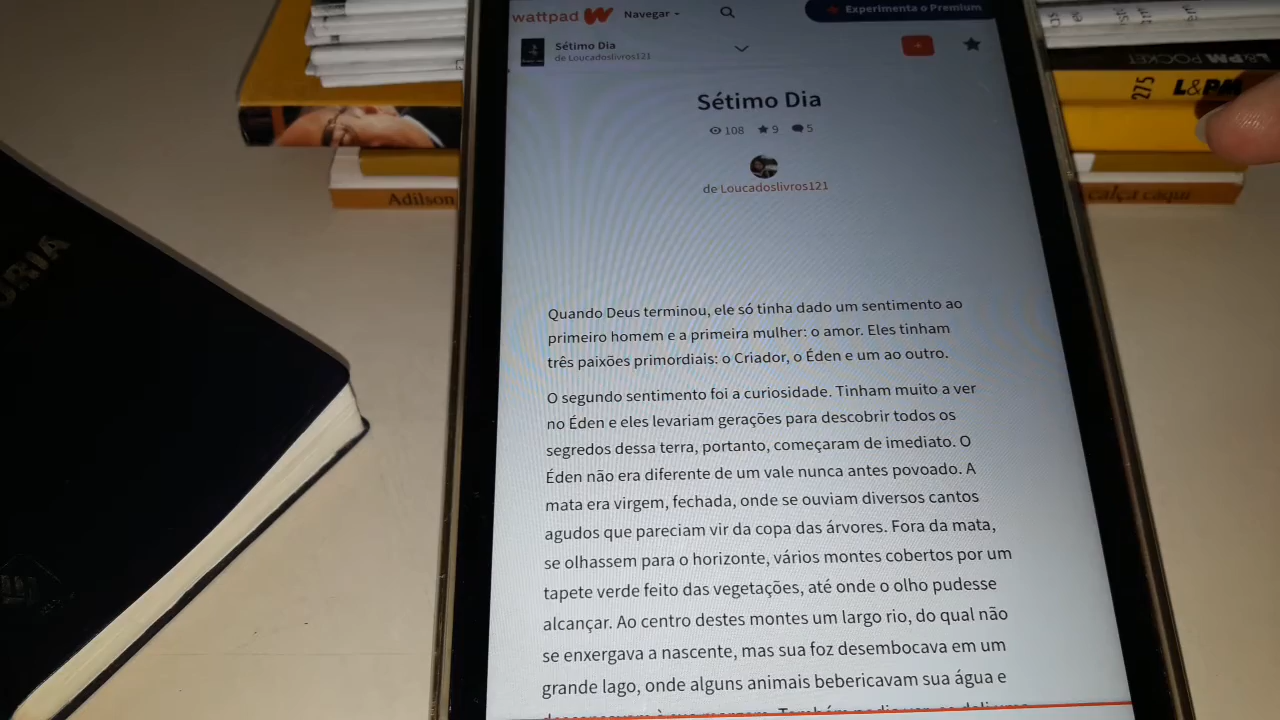 wattpad Navegar Experimenta o Premium
Sétimo Dia
de Loucadoslivros121
Sétimo Dia
108 9 5
de Loucadoslivros121
Quando Deus terminou, ele só tinha dado um sentimento ao
primeiro homem e a primeira mulher: o amor. Eles tinham
três paixões primordiais: o Criador, o Éden e um ao outro.
O segundo sentimento foi a curiosidade. Tinham muito a ver
no Éden e eles levariam gerações para descobrir todos os
segredos dessa terra, portanto, começaram de imediato. O
Éden não era diferente de um vale nunca antes povoado. A
mata era virgem, fechada, onde se ouviam diversos cantos
agudos que pareciam vir da copa das árvores. Fora da mata,
se olhassem para o horizonte, vários montes cobertos por um
tapete verde feito das vegetações, até onde o olho pudesse
alcançar. Ao centro destes montes um largo rio, do qual não
se enxergava a nascente, mas sua foz desembocava em um
grande lago, onde alguns animais bebericavam sua água e
Adilson
L&PM POCKET
275 L&PM
calça caqui